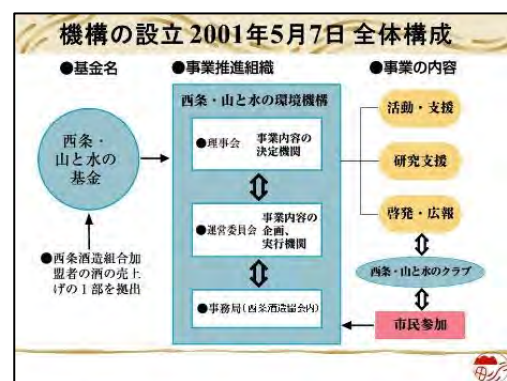 機構の設立 2001年5月7日 全体構成
●基金名
●事業推進組織
●事業の内容
西条・
山と水の
基金
●西条酒造組合加
盟者の酒の売上
げの1部を拠出
西条・山と水の環境機構
●理事会
事業内容の
決定機関
●運営委員会
事業内容の
企画、
実行機関
●事務局(西条酒造協会内)
活動・支援
研究支援
啓発・広報
西条・山と水のクラブ
市民参加